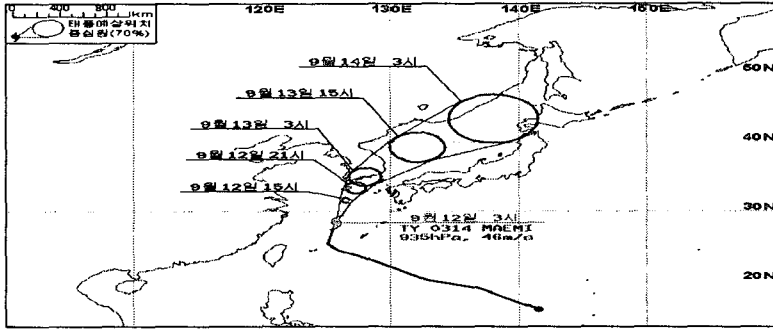 0 400 800 km
태풍예상위치
중심원(70%)
120E 130E 140E 150E
50N
40N
30N
20N
9월14일 3시
9월13일 15시
9월13일 3시
9월12일 21시
9월12일 15시
9월12일 3시
TY 0314 MAEMI
935hPa, 46m/s